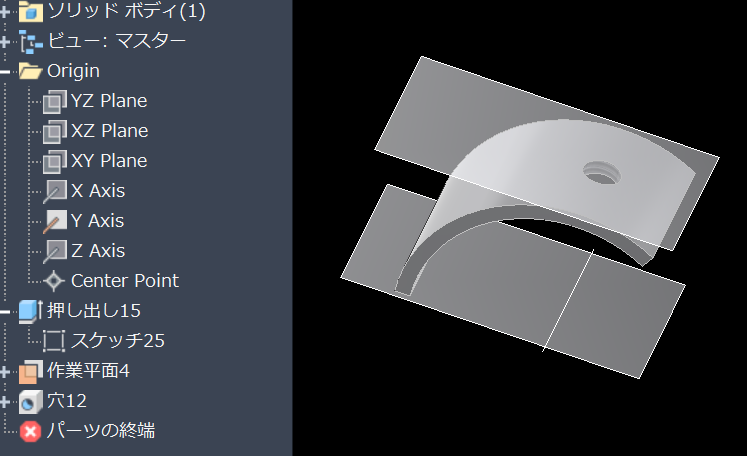 ソリッド ボディ(1)
ビュー: マスター
Origin
YZ Plane
XZ Plane
XY Plane
X Axis
Y Axis
Z Axis
Center Point
押し出し15
スケッチ25
作業平面4
穴12
パーツの終端